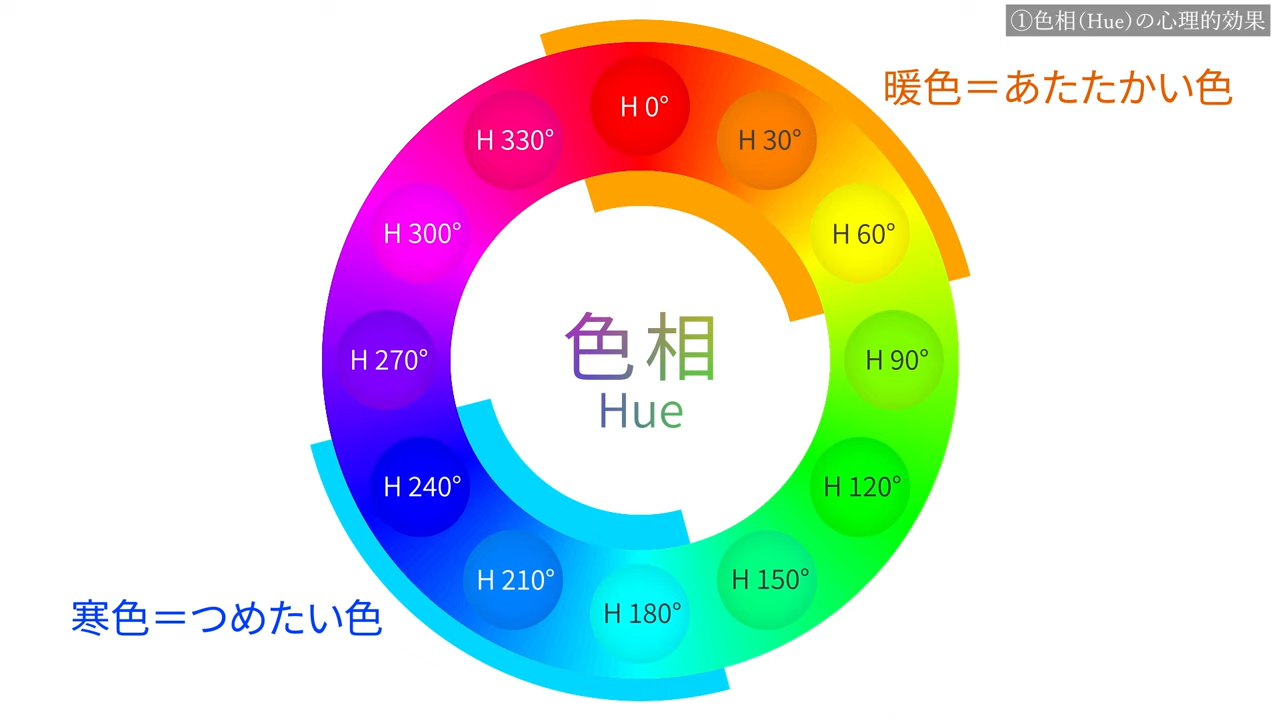 ①色相(Hue)の心理的効果
暖色＝あたたかい色
H 0°
H 30°
H 60°
H 90°
H 120°
H 150°
H 180°
H 210°
H 240°
H 270°
H 300°
H 330°
色相
Hue
寒色＝つめたい色